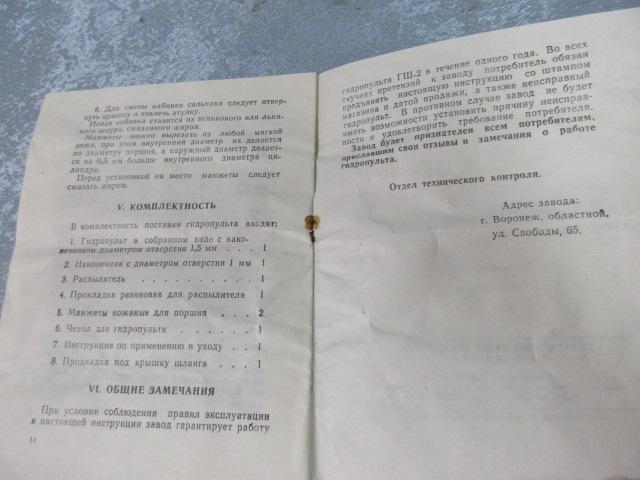 6. Для смены набивки сальника следует отвер-
нуть крышку и извлечь втулку.
Новая набивка ставится из пенькового или льня-
ного шнура, смазанного жиром.
Манжеты можно вырезать из любой мягкой
кожи, при этом внутренний диаметр их делается
по диаметру поршня, а наружный диаметр делает-
ся на 0,5 мм больше внутреннего диаметра ци-
линдра.
Перед установкой на место манжеты следует
смазать жиром.
V. КОМПЛЕКТНОСТЬ
В комплектность поставки гидропульта входят:
1. Гидропульт в собранном виде с нако-
нечником диаметром отверстия 1,5 мм . . . . 1
2. Наконечник с диаметром отверстия 1 мм . 1
3. Распылитель . . . . . . . 1
4. Прокладка резиновая для распылителя 1
5. Манжеты кожаные для поршня . . . 2
6. Чехол для гидропульта . . . . . . 1
7. Инструкция по применению и уходу . . 1
8. Прокладка под крышку шланга . . . 1
VI. ОБЩИЕ ЗАМЕЧАНИЯ
При условии соблюдения правил эксплуатации
и настоящей инструкции завод гарантирует работу
14
гидропульта ГШ-2 в течение одного года. Во всех
случаях претензий к заводу потребитель обязан
предъявить настоящую инструкцию со штампом
магазина и датой продажи, а также неисправный
гидропульт. В противном случае завод не будет
иметь возможности установить причину неисправ-
ности и удовлетворить требование потребителя.
Завод будет признателен всем потребителям,
приславшим свои отзывы и замечания о работе
гидропульта.
Отдел технического контроля.
Адрес завода:
г. Воронеж, областной,
ул. Свободы, 65.